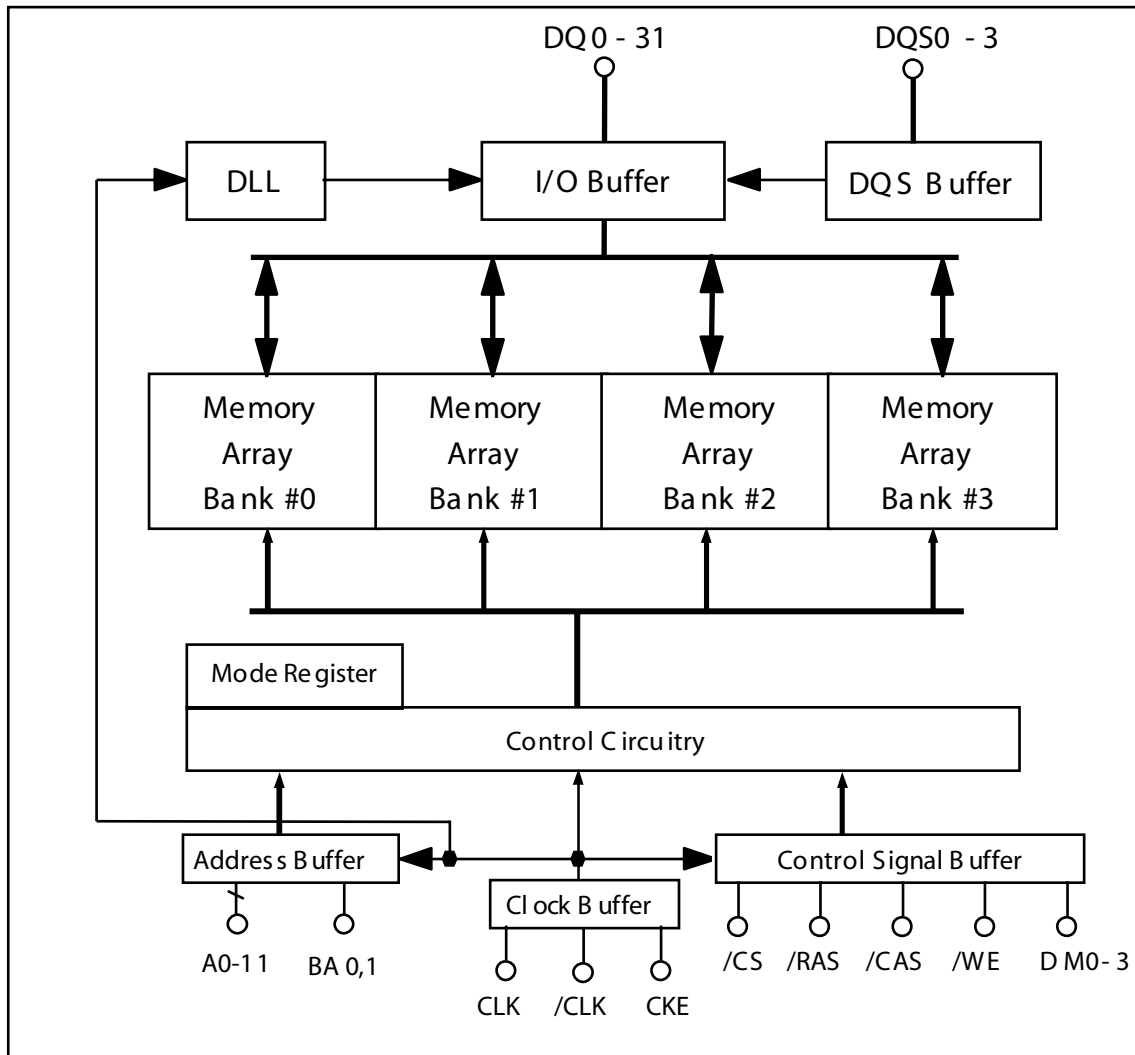 DQ0 - 31
DQS0 - 3
DLL
I/O Buffer
DQS Buffer
Memory
Array
Bank #0
Memory
Array
Bank #1
Memory
Array
Bank #2
Memory
Array
Bank #3
Mode Register
Control Circuitry
Address Buffer
Clock Buffer
Control Signal Buffer
A0-11
BA 0,1
CLK
/CLK
CKE
/CS
/RAS
/CAS
/WE
DM0-3